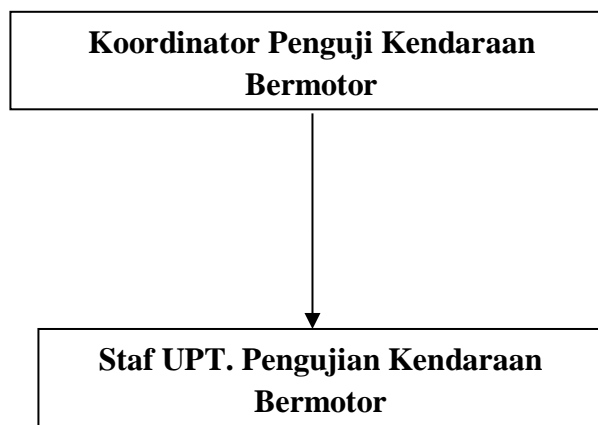 Koordinator Penguji Kendaraan
Bermotor
Staf UPT. Pengujian Kendaraan
Bermotor